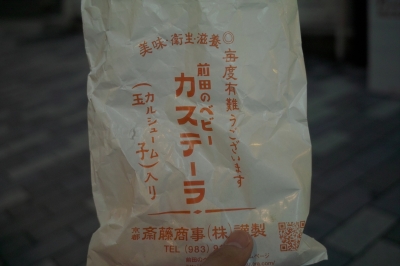 美味・衛生滋養
毎度有難うございます
前田のベビー
カステーラ
(カルシューム
玉子)入り
京都 斎藤商事(株)謹製
TEL (983)